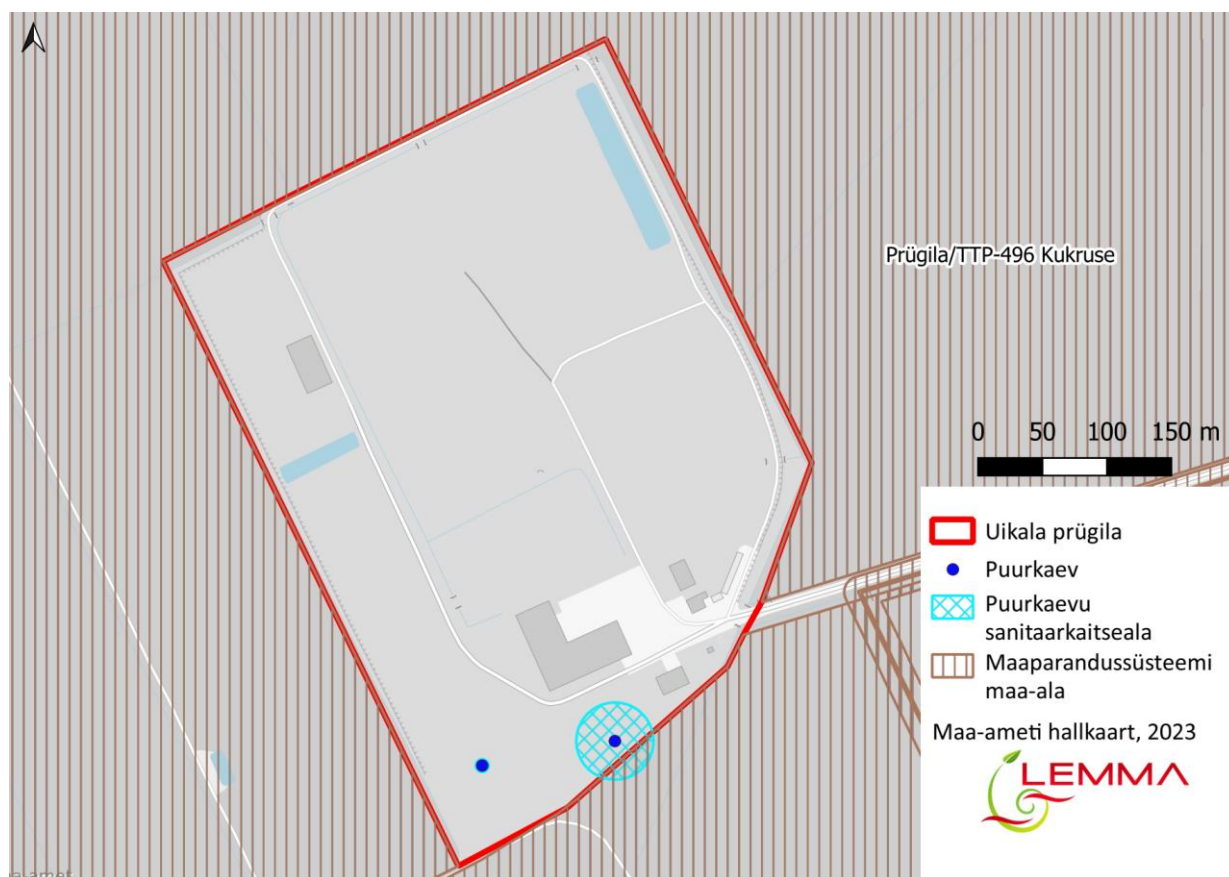 Prügila/TTP-496 Kukruse
0 50 100 150 m
Uikala prügila
Puurkaev
Puurkaevu
sanitaarkaitseala
Maaparandussüsteemi
maa-ala
Maa-ameti hallkaart, 2023
LEMMA